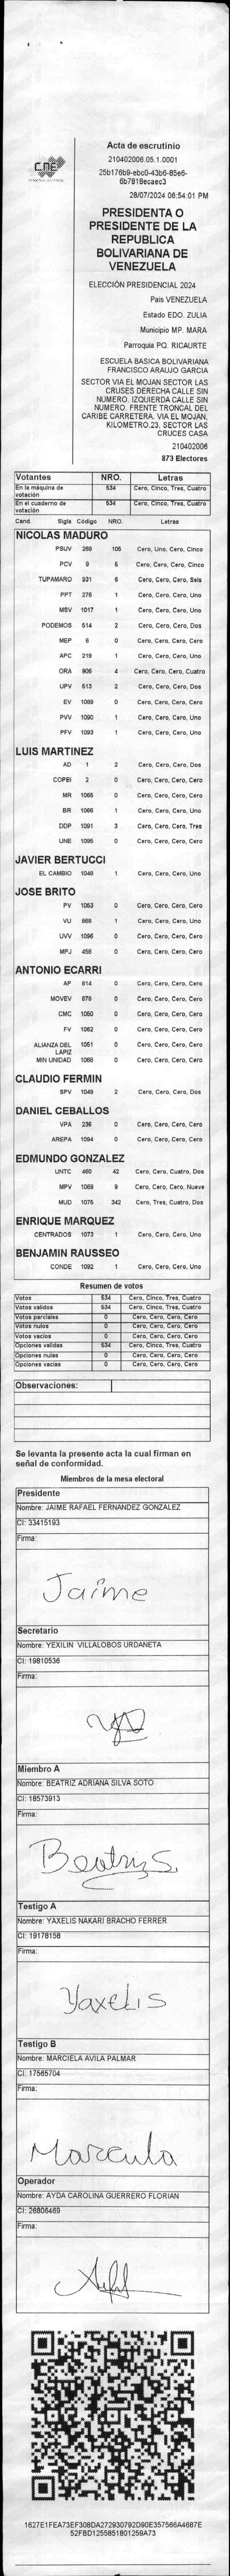 CNE
Acta de escrutinio
210402006.05.1.0001
25b176b9-ebc0-43b6-85e6-
6b7818ecaec3
28/07/2024 06:54:01 PM
PRESIDENTA O
PRESIDENTE DE LA
REPUBLICA
BOLIVARIANA DE
VENEZUELA
ELECCIÓN PRESIDENCIAL 2024
Pais VENEZUELA
Estado EDO. ZULIA
Municipio MP. MARA
Parroquia PQ. RICAURTE
ESCUELA BASICA BOLIVARIANA
FRANCISCO ARAUJO GARCIA
SECTOR VIA EL MOJAN SECTOR LAS
CRUSES DERECHA CALLE SIN
NUMERO. IZQUIERDA CALLE SIN
NUMERO. FRENTE TRONCAL DEL
CARIBE CARRETERA. VIA EL MOJAN,
KILOMETRO.23. SECTOR LAS
CRUCES CASA
210402006
873 Electores
Votantes NRO. Letras
En la máquina de votación 534 Cero, Cinco, Tres, Cuatro
En el cuaderno de votación 534 Cero, Cinco, Tres, Cuatro
Cand. Sigla Código NRO. Letras
NICOLAS MADURO
PSUV 269 105 Cero, Uno, Cero, Cinco
PCV 9 5 Cero, Cero, Cero, Cinco
TUPAMARO 931 6 Cero, Cero, Cero, Seis
PPT 276 1 Cero, Cero, Cero, Uno
MSV 1017 1 Cero, Cero, Cero, Uno
PODEMOS 514 2 Cero, Cero, Cero, Dos
MEP 6 0 Cero, Cero, Cero, Cero
APC 219 1 Cero, Cero, Cero, Uno
ORA 906 4 Cero, Cero, Cero, Cuatro
UPV 513 2 Cero, Cero, Cero, Dos
EV 1089 0 Cero, Cero, Cero, Cero
PVV 1090 1 Cero, Cero, Cero, Uno
PFV 1093 1 Cero, Cero, Cero, Uno
LUIS MARTINEZ
AD 1 2 Cero, Cero, Cero, Dos
COPEI 2 0 Cero, Cero, Cero, Cero
MR 1065 0 Cero, Cero, Cero, Cero
BR 1066 1 Cero, Cero, Cero, Uno
DDP 1091 3 Cero, Cero, Cero, Tres
UNE 1095 0 Cero, Cero, Cero, Cero
JAVIER BERTUCCI
EL CAMBIO 1049 1 Cero, Cero, Cero, Uno
JOSE BRITO
PV 1053 0 Cero, Cero, Cero, Cero
VU 868 1 Cero, Cero, Cero, Uno
UVV 1096 0 Cero, Cero, Cero, Cero
MPJ 458 0 Cero, Cero, Cero, Cero
ANTONIO ECARRI
AP 814 0 Cero, Cero, Cero, Cero
MOVEV 878 0 Cero, Cero, Cero, Cero
CMC 1050 0 Cero, Cero, Cero, Cero
FV 1062 0 Cero, Cero, Cero, Cero
ALIANZA DEL LAPIZ 1051 0 Cero, Cero, Cero, Cero
MIN UNIDAD 1068 0 Cero, Cero, Cero, Cero
CLAUDIO FERMIN
SPV 1048 2 Cero, Cero, Cero, Dos
DANIEL CEBALLOS
VPA 236 0 Cero, Cero, Cero, Cero
AREPA 1094 0 Cero, Cero, Cero, Cero
EDMUNDO GONZALEZ
UNTC 460 42 Cero, Cero, Cuatro, Dos
MPV 1069 9 Cero, Cero, Cero, Nueve
MUD 1075 342 Cero, Tres, Cuatro, Dos
ENRIQUE MARQUEZ
CENTRADOS 1073 1 Cero, Cero, Cero, Uno
BENJAMIN RAUSSEO
CONDE 1092 1 Cero, Cero, Cero, Uno
Resumen de votos
Votos 534 Cero, Cinco, Tres, Cuatro
Votos validos 534 Cero, Cinco, Tres, Cuatro
Votos parciales 0 Cero, Cero, Cero, Cero
Votos nulos 0 Cero, Cero, Cero, Cero
Votos vacios 0 Cero, Cero, Cero, Cero
Opciones validas 534 Cero, Cinco, Tres, Cuatro
Opciones nulas 0 Cero, Cero, Cero, Cero
Opciones vacias 0 Cero, Cero, Cero, Cero
Observaciones:
Se levanta la presente acta la cual firman en
señal de conformidad.
Miembros de la mesa electoral
Presidente
Nombre: JAIME RAFAEL FERNANDEZ GONZALEZ
CI: 33415193
Firma:
Jaime
Secretario
Nombre: YEXILIN VILLALOBOS URDANETA
CI: 19810536
Firma:
Miembro A
Nombre: BEATRIZ ADRIANA SILVA SOTO
CI: 18573913
Firma:
Beatriz S.
Testigo A
Nombre: YAXELIS NAKARI BRACHO FERRER
CI: 19178158
Firma:
Yaxelis
Testigo B
Nombre: MARCIELA AVILA PALMAR
CI: 17565704
Firma:
Marciela
Operador
Nombre: AYDA CAROLINA GUERRERO FLORIAN
CI: 26806469
Firma:
1627E1FEA73EF308DA272930792D90E357566A4687E
52FBD1255851801259A73